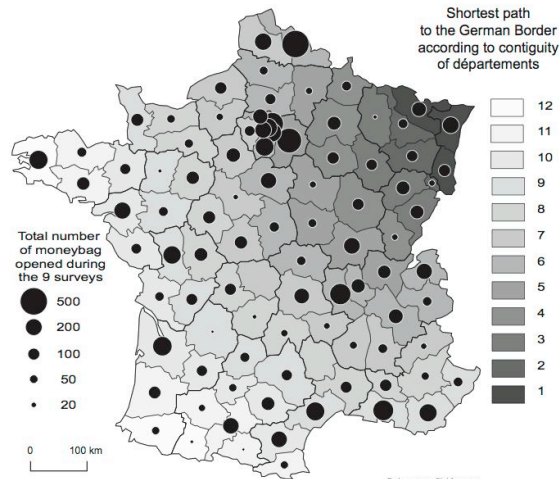 Shortest path
to the German Border
according to contiguity
of départements
12
11
10
9
8
7
6
5
4
3
2
1
Total number
of moneybag
opened during
the 9 surveys
500
200
100
50
20
0 100 km